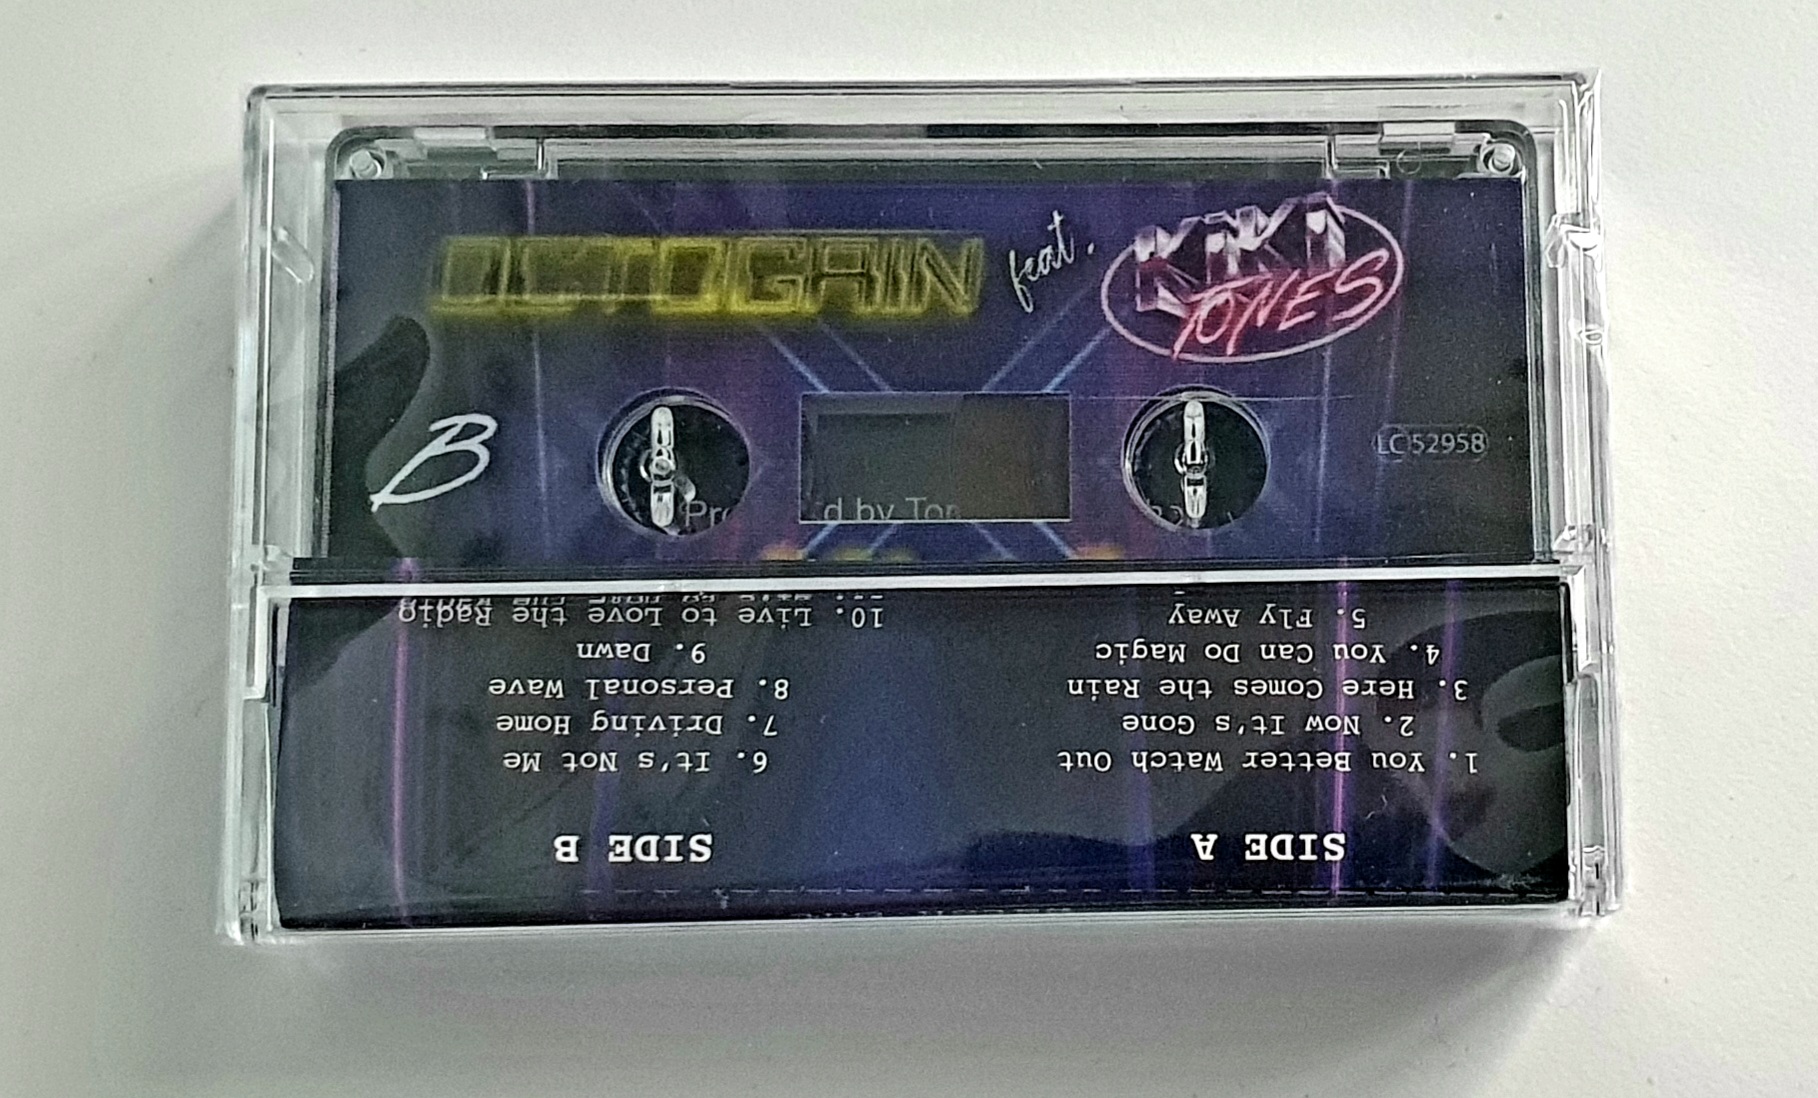 OCTOGAIN feat. KIKI
TONES
B
LC 52958
d by Tom
SIDE A
1. You Better Watch Out
2. Now It's Gone
3. Here Comes the Rain
4. You Can Do Magic
5. Fly Away
SIDE B
6. It's Not Me
7. Driving Home
8. Personal Wave
9. Dawn
10. Live to Love the Radio